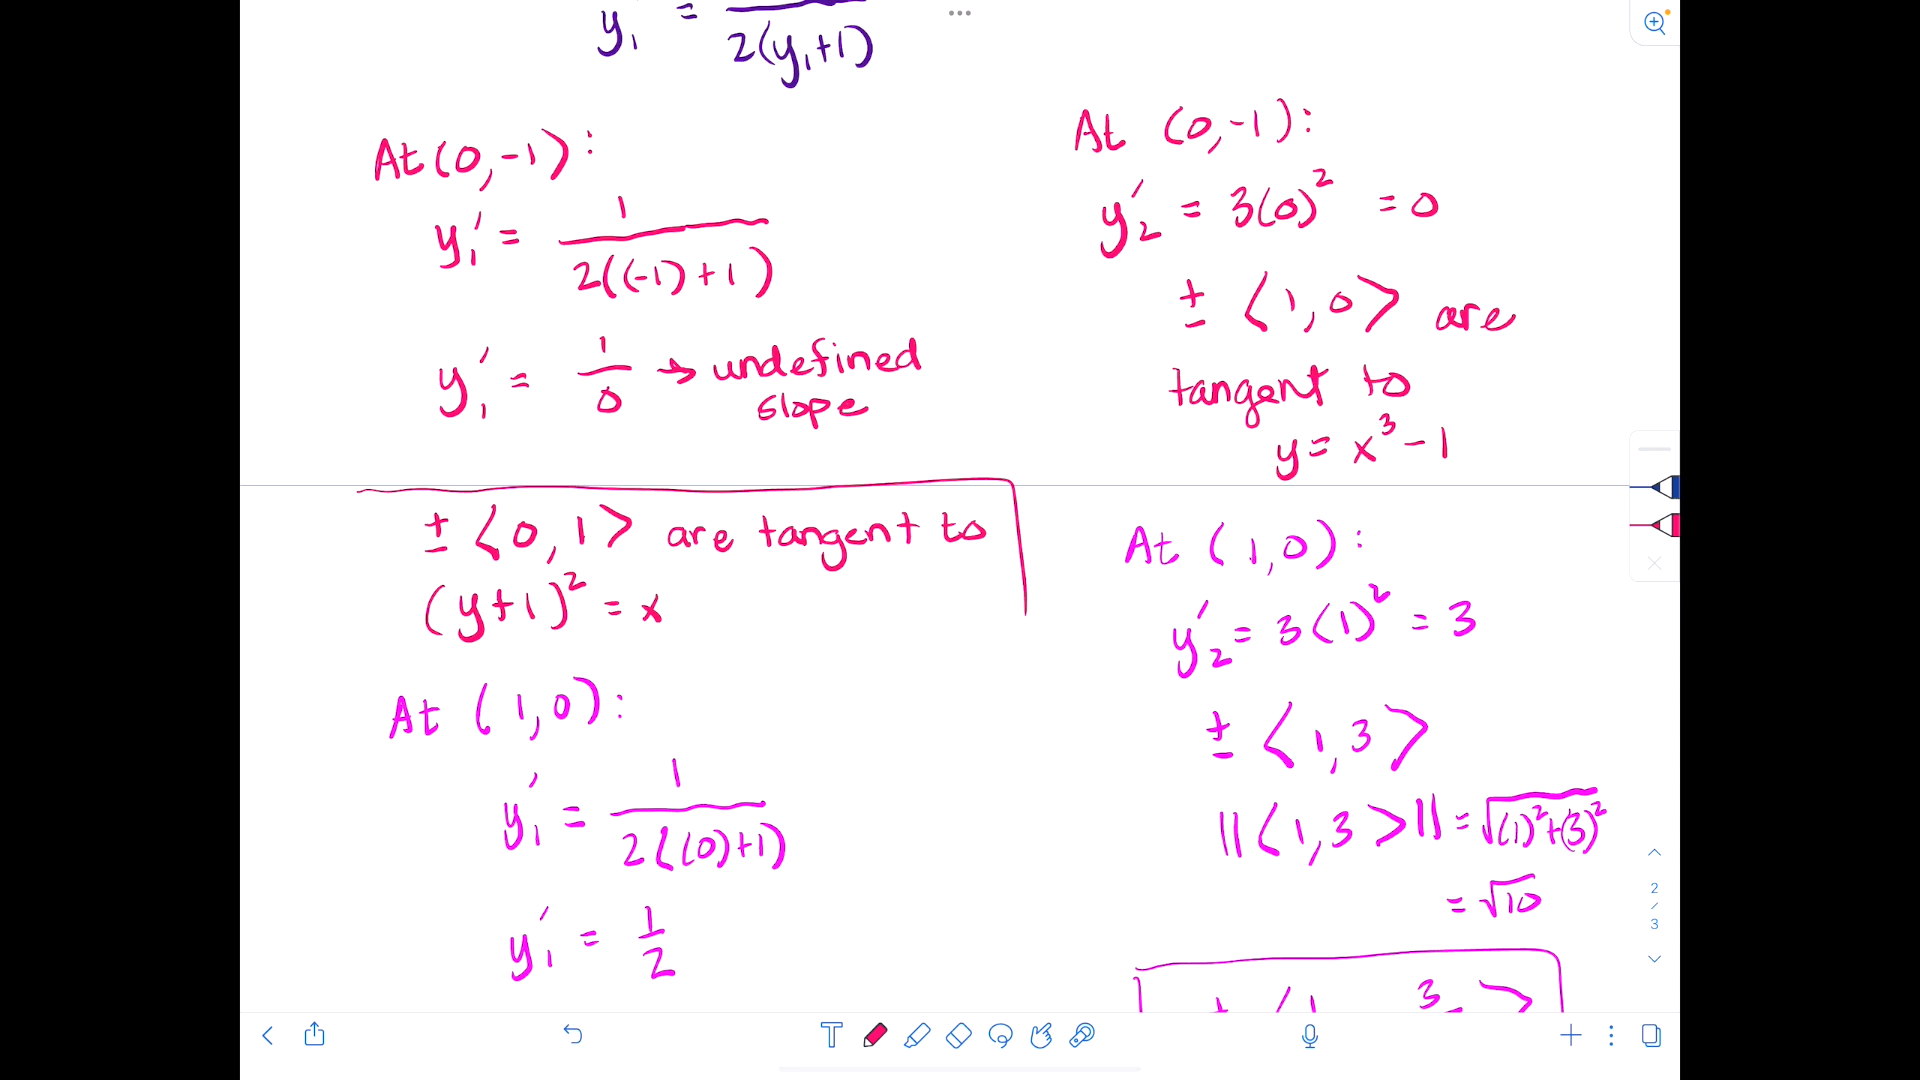 y₁' = 2(y₁+1)
At (0,-1):
y₁' = 1/(2((-1)+1))
y₁' = 1/0 → undefined
slope
± ⟨0,1⟩ are tangent to
(y+1)² = x
At (1,0):
y₁' = 1/(2((0)+1))
y₁' = 1/2
At (0,-1):
y₂' = 3(0)² = 0
± ⟨1,0⟩ are
tangent to
y = x³ - 1
At (1,0):
y₂' = 3(1)² = 3
± ⟨1,3⟩
||⟨1,3⟩|| = √((1)²+(3)²)
= √10
3
2
3
T